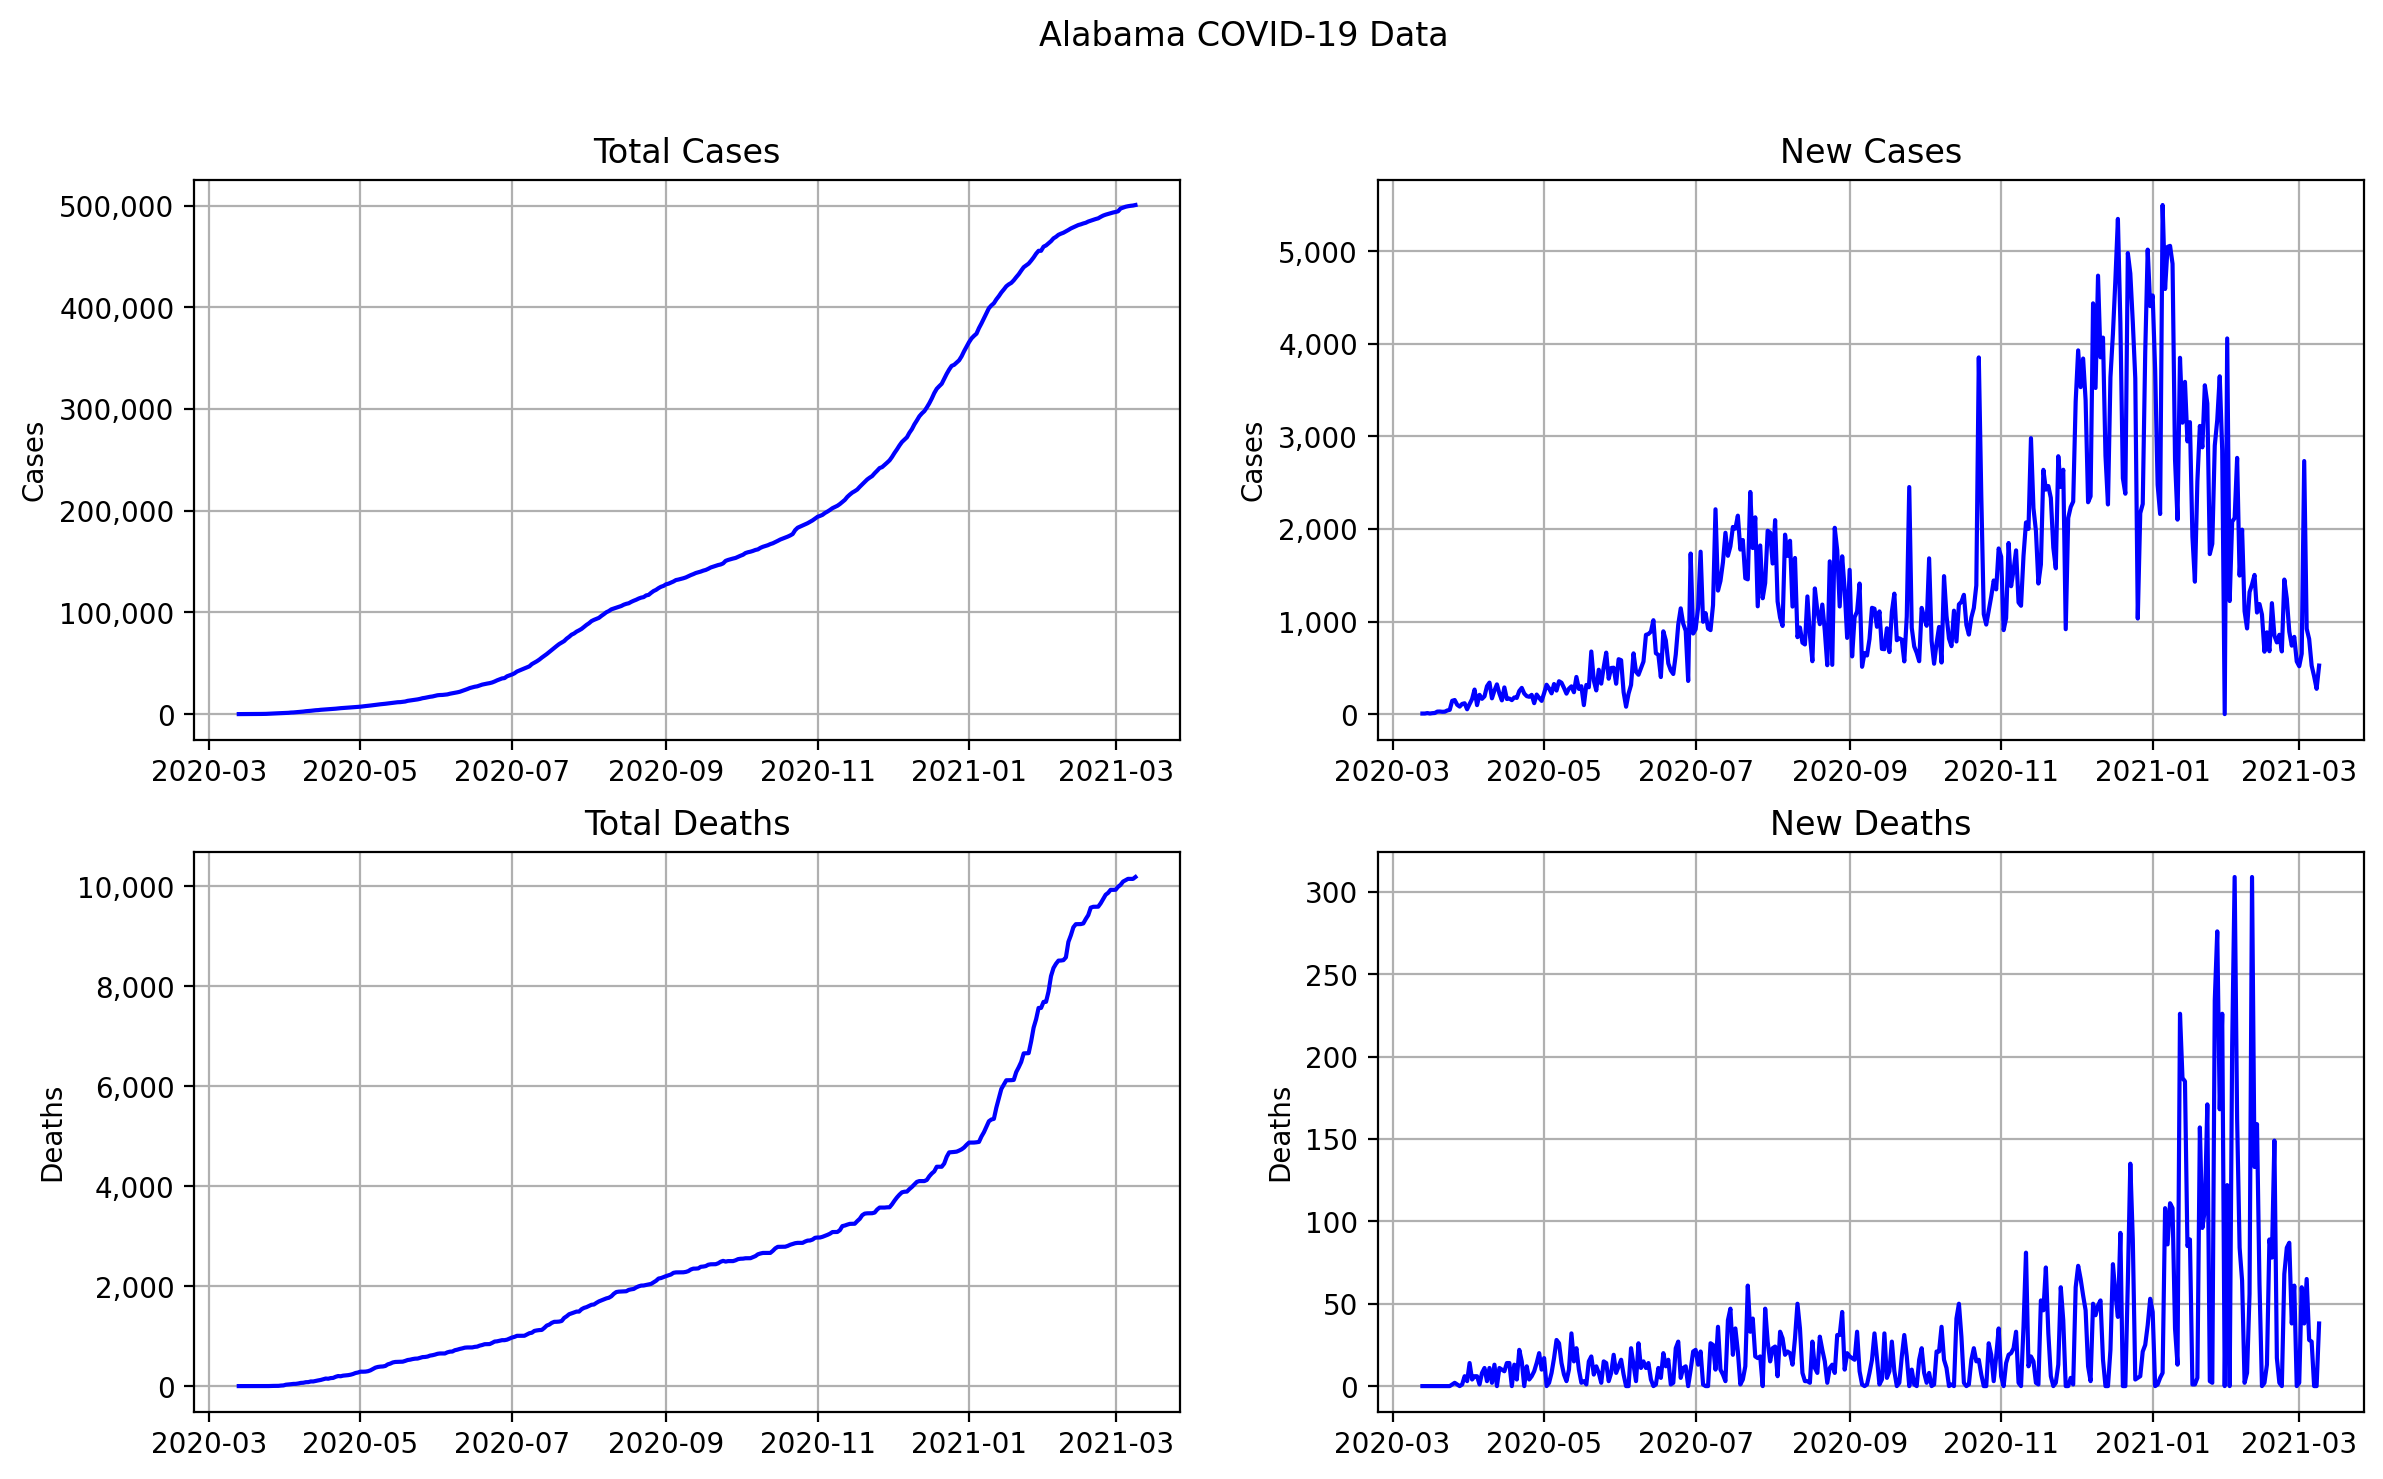 Alabama COVID-19 Data
Total Cases
500,000
400,000
300,000
200,000
100,000
0
Cases
2020-03 2020-05 2020-07 2020-09 2020-11 2021-01 2021-03
New Cases
5,000
4,000
3,000
2,000
1,000
0
Cases
2020-03 2020-05 2020-07 2020-09 2020-11 2021-01 2021-03
Total Deaths
10,000
8,000
6,000
4,000
2,000
0
Deaths
2020-03 2020-05 2020-07 2020-09 2020-11 2021-01 2021-03
New Deaths
300
250
200
150
100
50
0
Deaths
2020-03 2020-05 2020-07 2020-09 2020-11 2021-01 2021-03